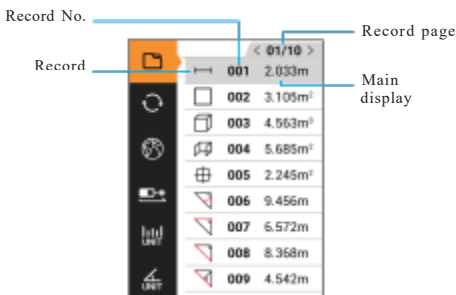 Record No.
Record page
< 01/10 >
Record
001 2.033m
Main
display
002 3.105m²
003 4.563m³
004 5.685m²
005 2.245m²
006 9.456m
007 6.572m
UNIT
008 8.368m
009 4.542m
UNIT